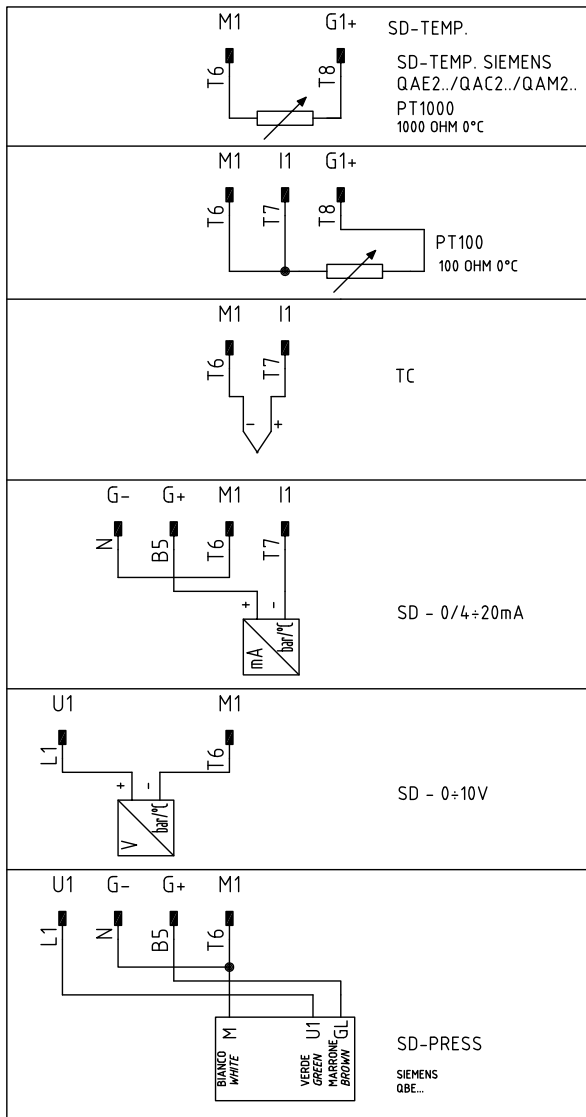 M1 G1+ SD-TEMP.
T6 T8
SD-TEMP. SIEMENS
QAE2../QAC2../QAM2..
PT1000
1000 OHM 0°C
M1 I1 G1+
T6 T7 T8
PT100
100 OHM 0°C
M1 I1
T6 T7
TC
- +
G- G+ M1 I1
N B5 T6 T7
+ -
mA bar/°C
SD - 0/4÷20mA
U1 M1
L1 T6
+ -
V bar/°C
SD - 0÷10V
U1 G- G+ M1
L1 N B5 T6
M U1 GL
BIANCO
WHITE
VERDE
GREEN
MARRONE
BROWN
SD-PRESS
SIEMENS
QBE...